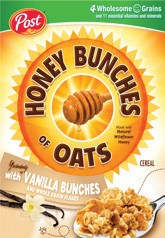 Post
4 Wholesome Grains
and 11 essential vitamins and minerals
HONEY BUNCHES
OF OATS
Made with
Natural
Wildflower
Honey
CEREAL
Yummy
with VANILLA BUNCHES
AND WHOLE GRAIN FLAKES